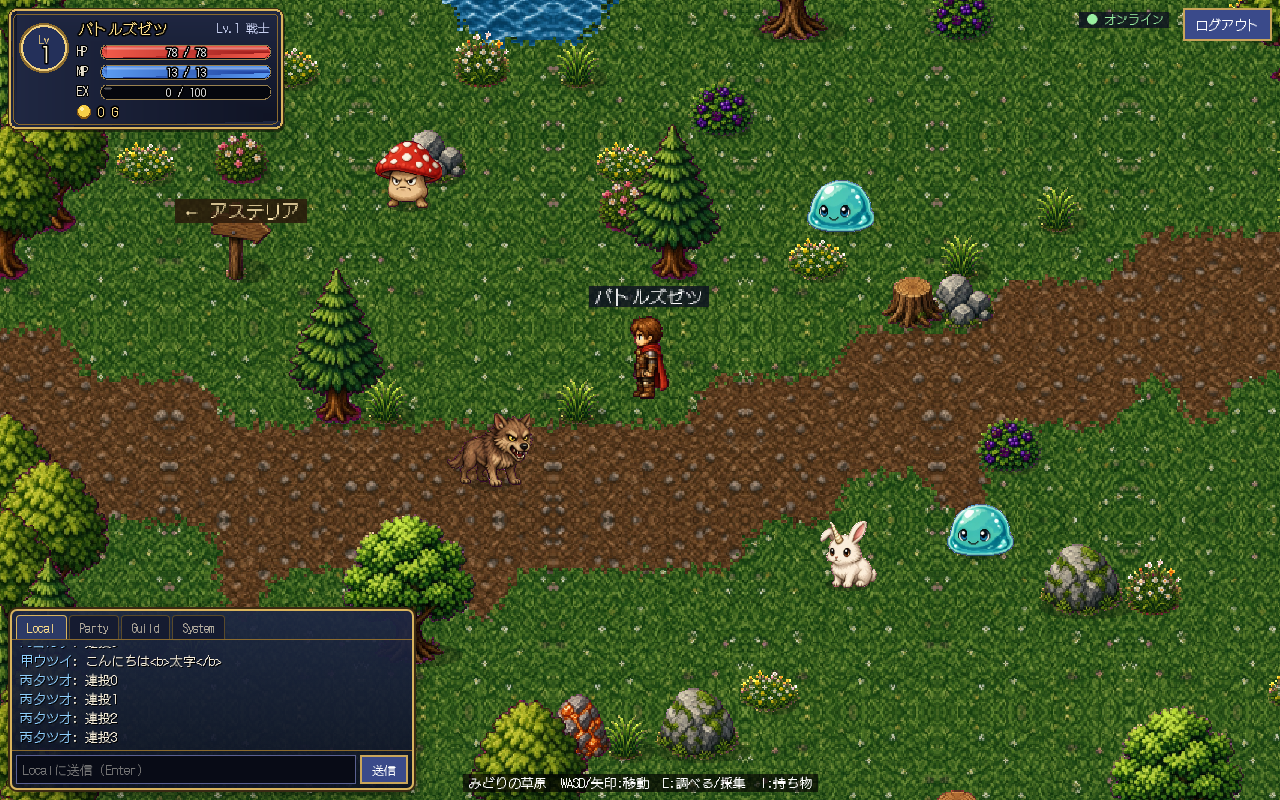 Lv
1
バトルズゼツ Lv.1 戦士
HP 78 / 78
MP 13 / 13
EX 0 / 100
0 G
オンライン
ログアウト
← アステリア
バトルズゼツ
Local Party Guild System
甲ウツイ: こんにちは<b>太字</b>
丙タツオ: 連投0
丙タツオ: 連投1
丙タツオ: 連投2
丙タツオ: 連投3
Localに送信 (Enter)
送信
みどりの草原 WASD/矢印:移動 E:調べる/採集 I:持ち物